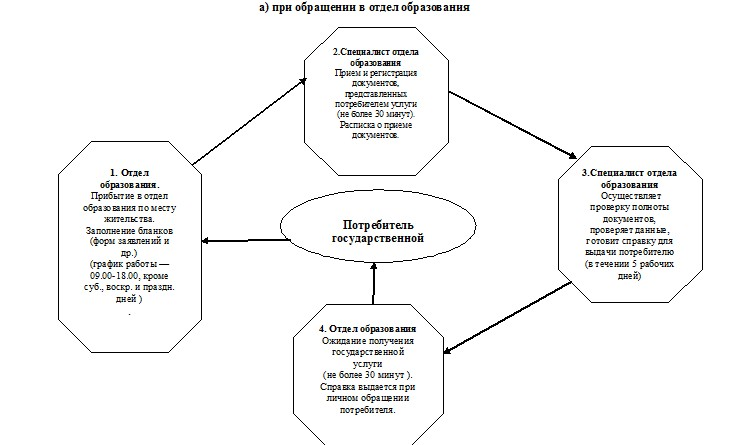 а) при обращении в отдел образования
2.Специалист отдела
образования
Прием и регистрация
документов,
представленных
потребителем услуги
(не более 30 минут).
Расписка о приеме
документов.
1. Отдел
образования.
Прибытие в отдел
образования по месту
жительства.
Заполнение бланков
(форм заявлений и
др.)
(график работы —
09.00-18.00, кроме
суб., воскр. и праздн.
дней )
.
3.Специалист отдела
образования
Осуществляет
проверку полноты
документов,
проверяет данные,
готовит справку для
выдачи потребителю
(в течении 5 рабочих
дней)
Потребитель
государственной
4. Отдел образования
Ожидание получения
государственной
услуги
(не более 30 минут ).
Справка выдается при
личном обращении
потребителя.